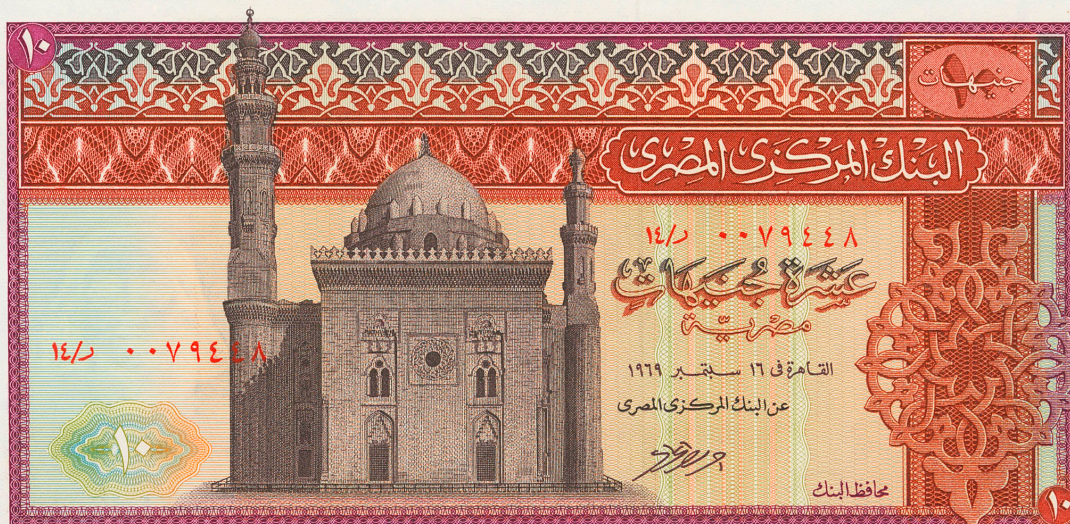 ١٠
١٠ جنيهات
البنك المركزى المصرى
د/١٤ ٠٠٧٩٤٤٨
عشرة جنيهات
مصرية
د/١٤ ٠٠٧٩٤٤٨
القاهرة فى ١٦ سبتمبر ١٩٦٩
عن البنك المركزى المصرى
١٠
محافظ البنك
١٠